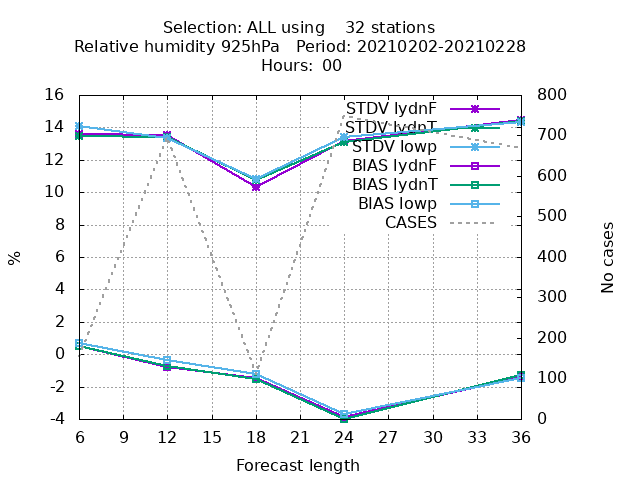 Selection: ALL using    32 stations
Relative humidity 925hPa   Period: 20210202-20210228
Hours: 00
STDV lydnF
STDV lydnT
STDV lowp
BIAS lydnF
BIAS lydnT
BIAS lowp
CASES
%
16
14
12
10
8
6
4
2
0
-2
-4
800
700
600
500
400
300
200
100
0
No cases
6 9 12 15 18 21 24 27 30 33 36
Forecast length